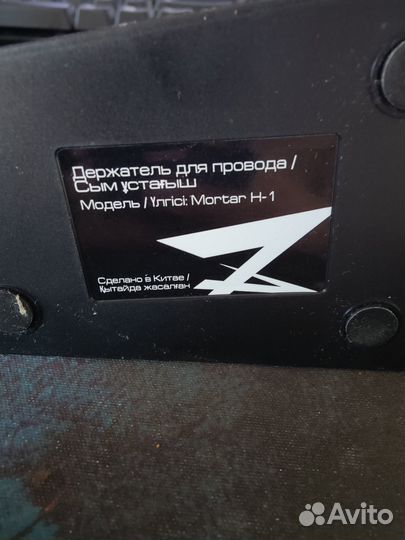 Держатель для провода /
Сым ұстағыш
Модель / Үлгісі: Mortar H-1
Сделано в Китае /
Қытайда жасалған
Avito